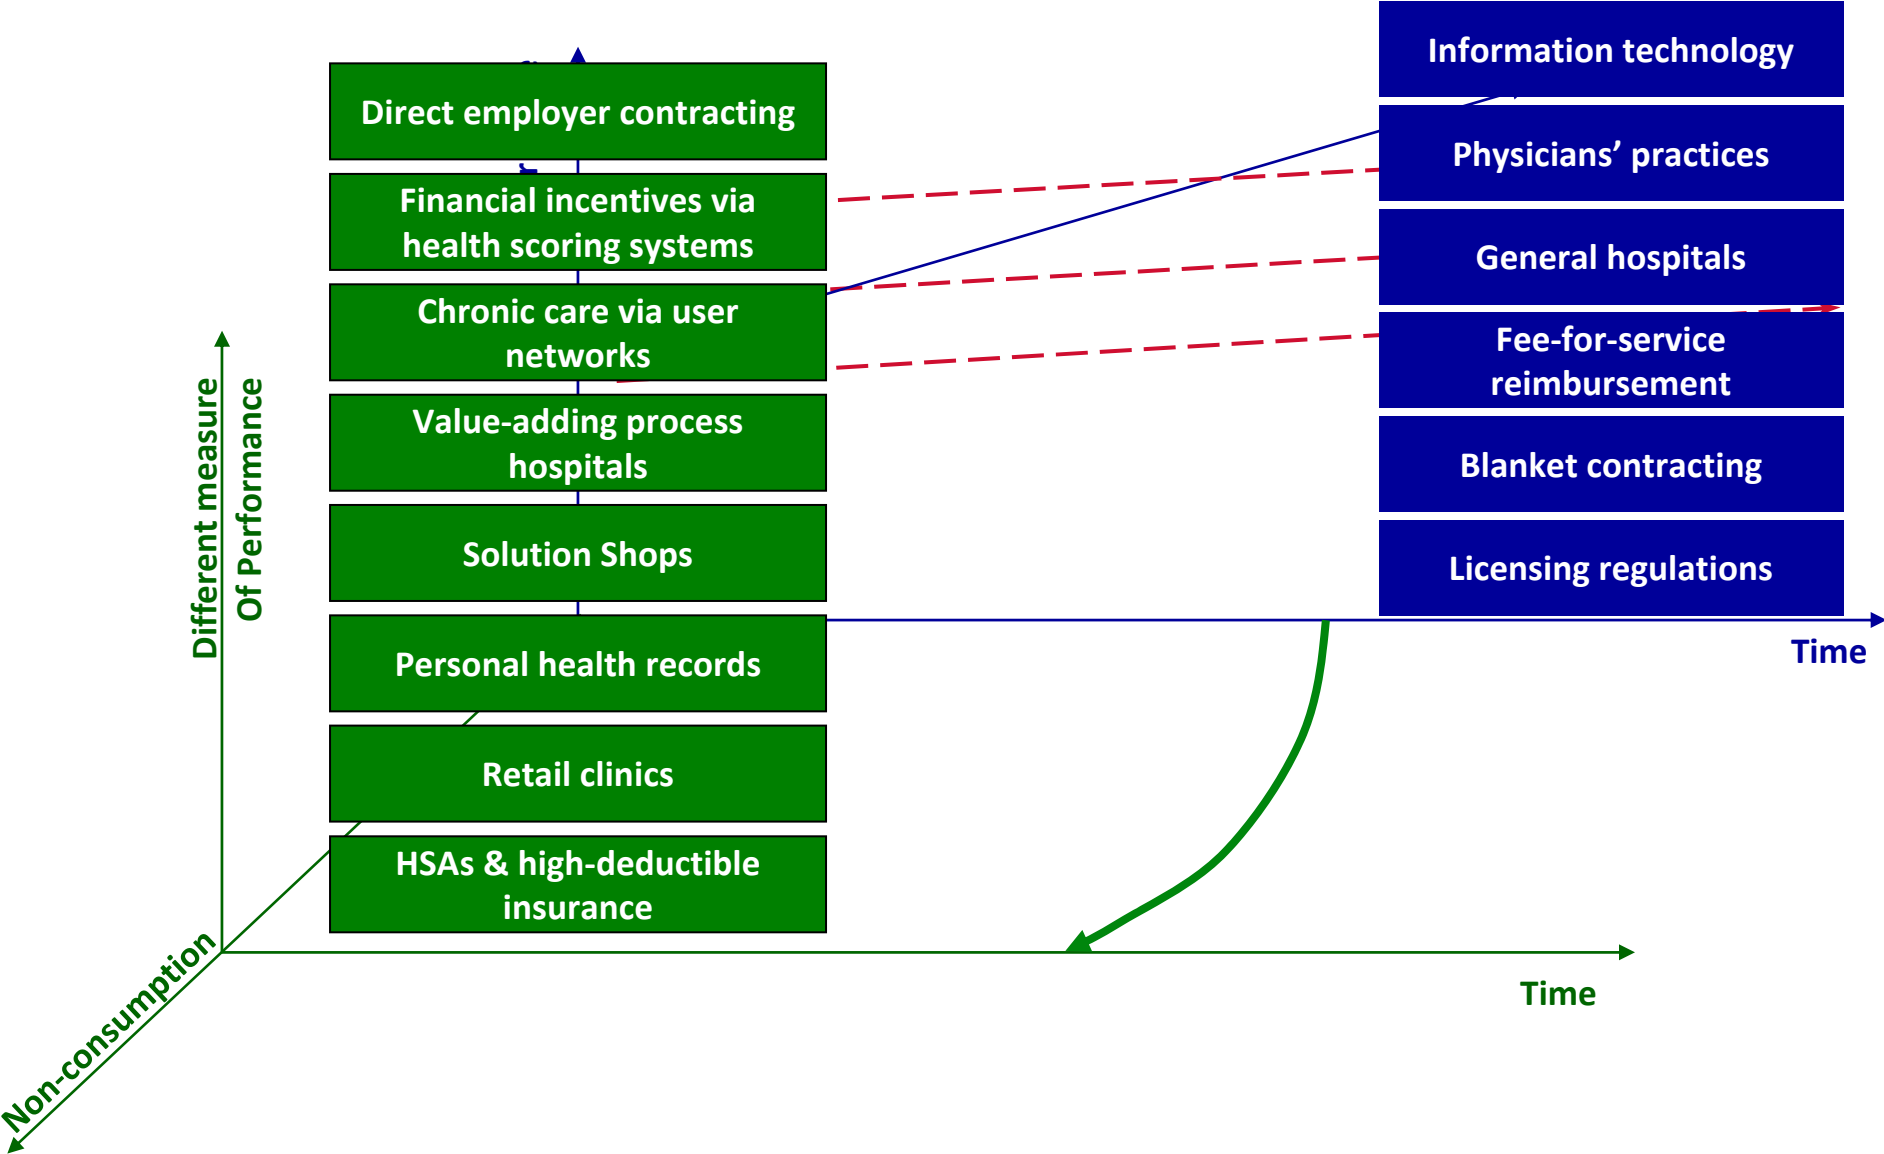 Direct employer contracting
Financial incentives via
health scoring systems
Chronic care via user
networks
Value-adding process
hospitals
Solution Shops
Personal health records
Retail clinics
HSAs & high-deductible
insurance
Information technology
Physicians’ practices
General hospitals
Fee-for-service
reimbursement
Blanket contracting
Licensing regulations
Time
Different measure
Of Performance
Time
Non-consumption